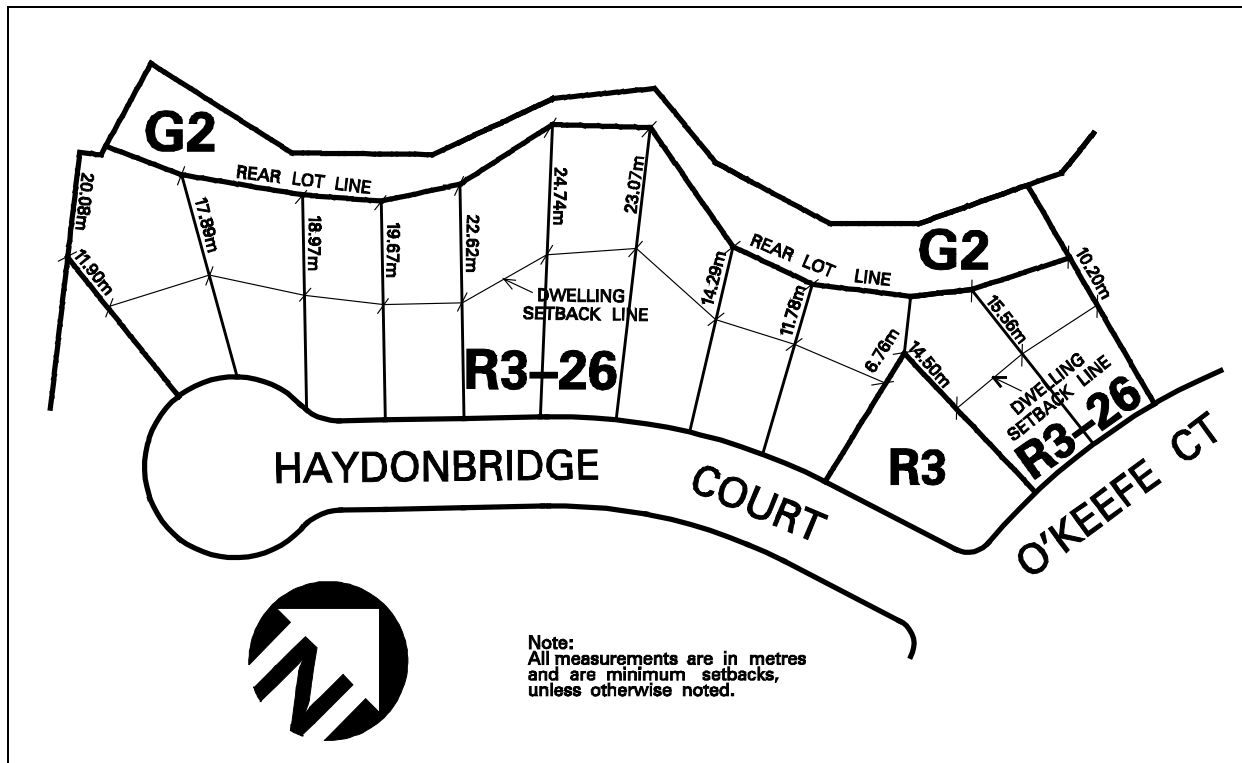 G2
REAR LOT LINE
20.08m
11.90m
17.89m
18.97m
19.67m
22.62m
24.74m
23.07m
14.29m
11.78m
6.76m
14.50m
15.56m
10.20m
REAR LOT LINE
G2
DWELLING
SETBACK LINE
R3-26
DWELLING
SETBACK LINE
R3-26
R3
HAYDONBRIDGE COURT
O'KEEFE CT
N
Note:
All measurements are in metres
and are minimum setbacks,
unless otherwise noted.